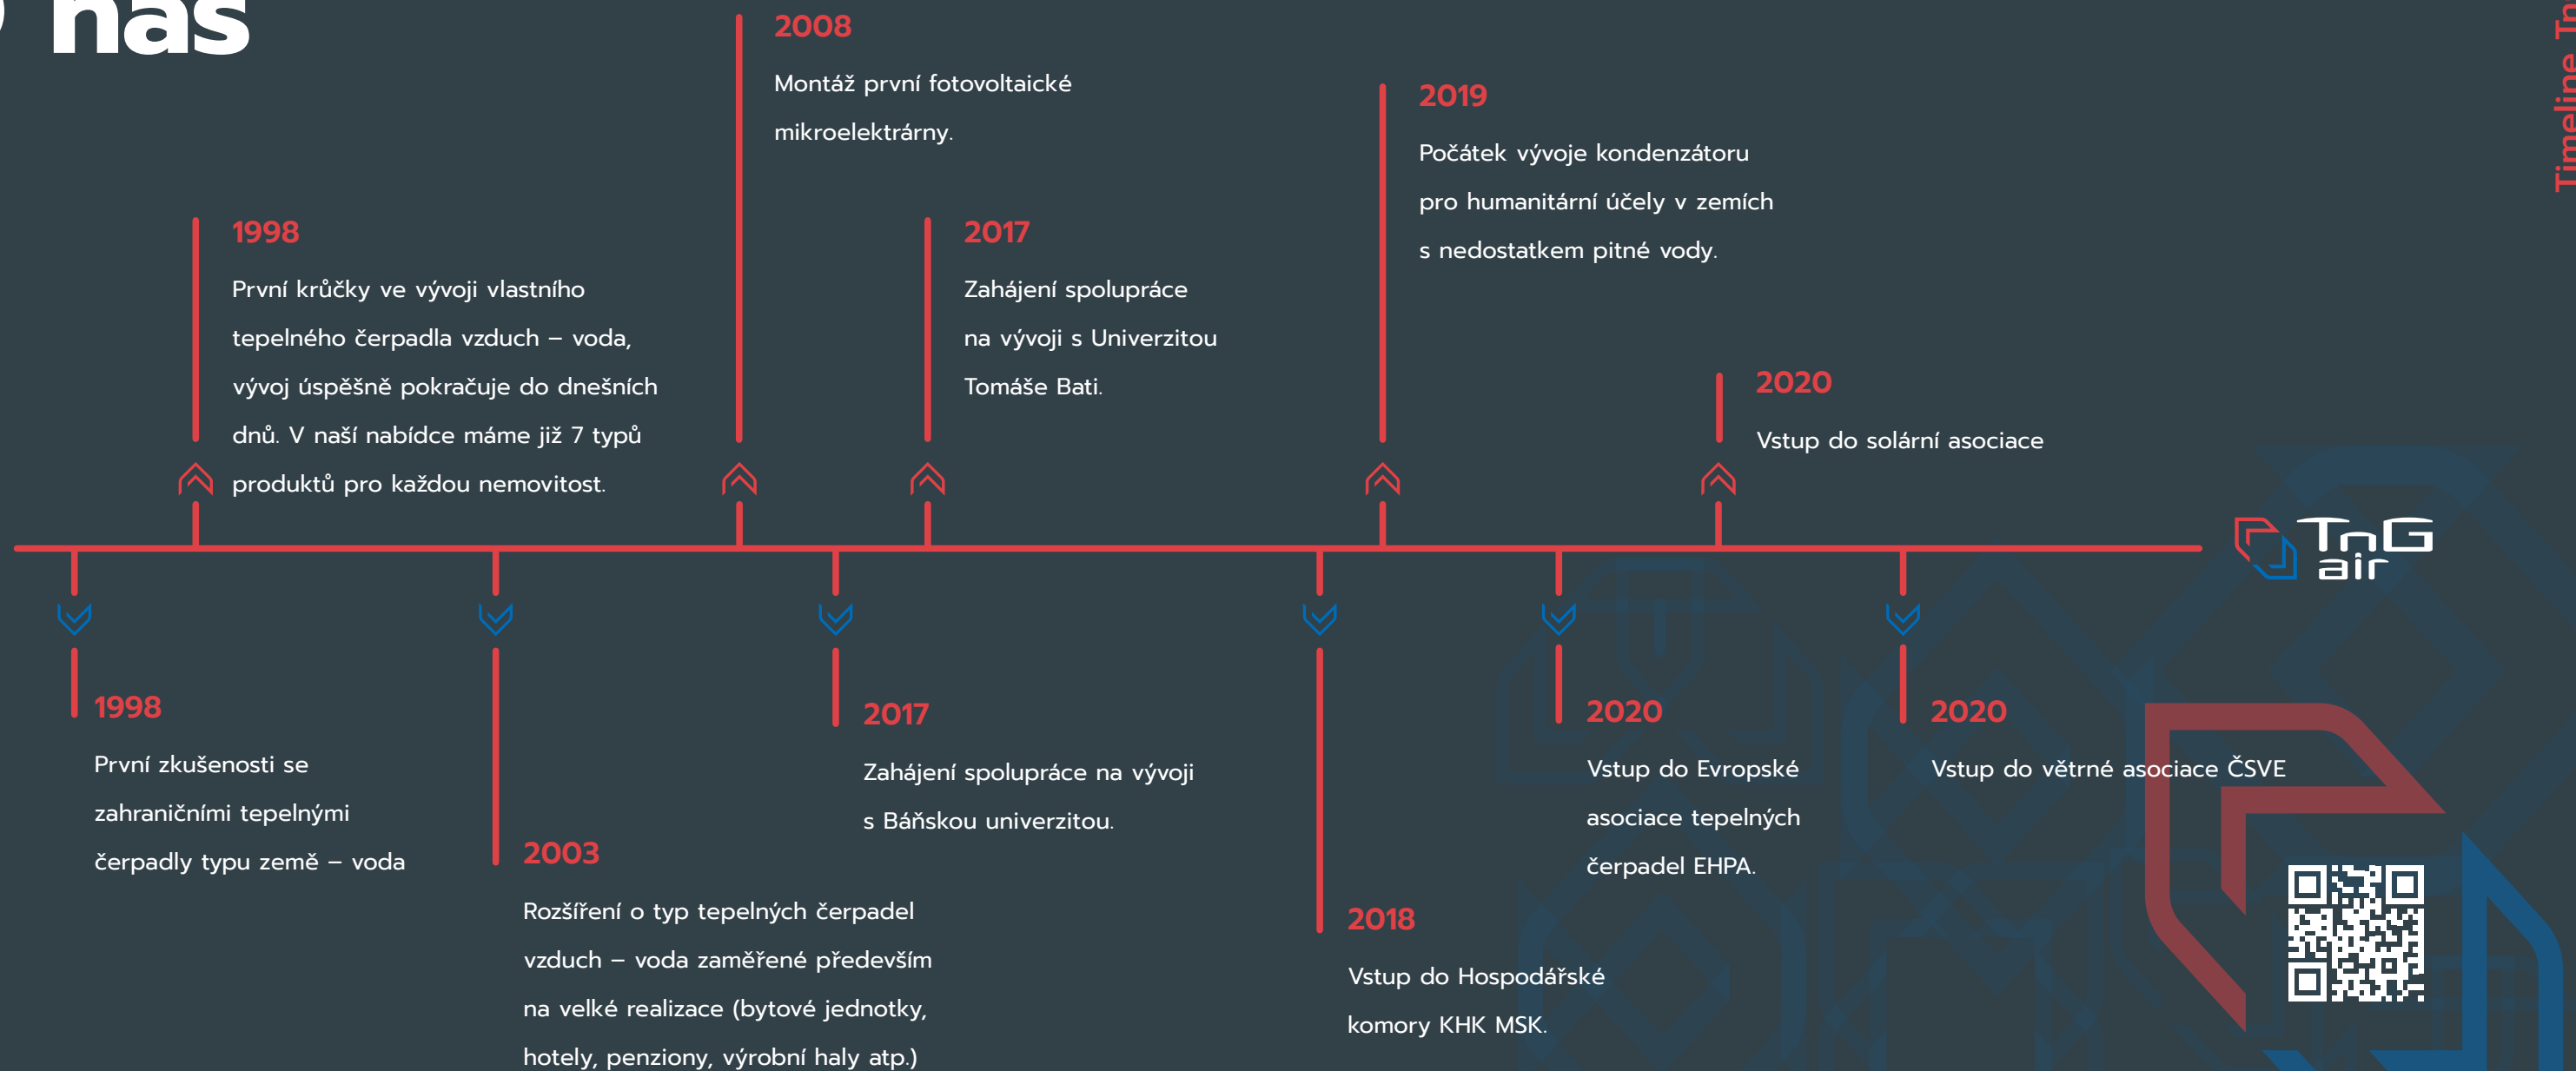 nás
2008
Montáž první fotovoltaické
mikroelektrárny.
2019
Počátek vývoje kondenzátoru
pro humanitární účely v zemích
s nedostatkem pitné vody.
1998
První krůčky ve vývoji vlastního
tepelného čerpadla vzduch – voda,
vývoj úspěšně pokračuje do dnešních
dnů. V naší nabídce máme již 7 typů
produktů pro každou nemovitost.
2017
Zahájení spolupráce
na vývoji s Univerzitou
Tomáše Bati.
2020
Vstup do solární asociace
TnG
air
1998
První zkušenosti se
zahraničními tepelnými
čerpadly typu země – voda
2003
Rozšíření o typ tepelných čerpadel
vzduch – voda zaměřené především
na velké realizace (bytové jednotky,
hotely, penziony, výrobní haly atp.)
2017
Zahájení spolupráce na vývoji
s Báňskou univerzitou.
2018
Vstup do Hospodářské
komory KHK MSK.
2020
Vstup do Evropské
asociace tepelných
čerpadel EHPA.
2020
Vstup do větrné asociace ČSVE
Timeline